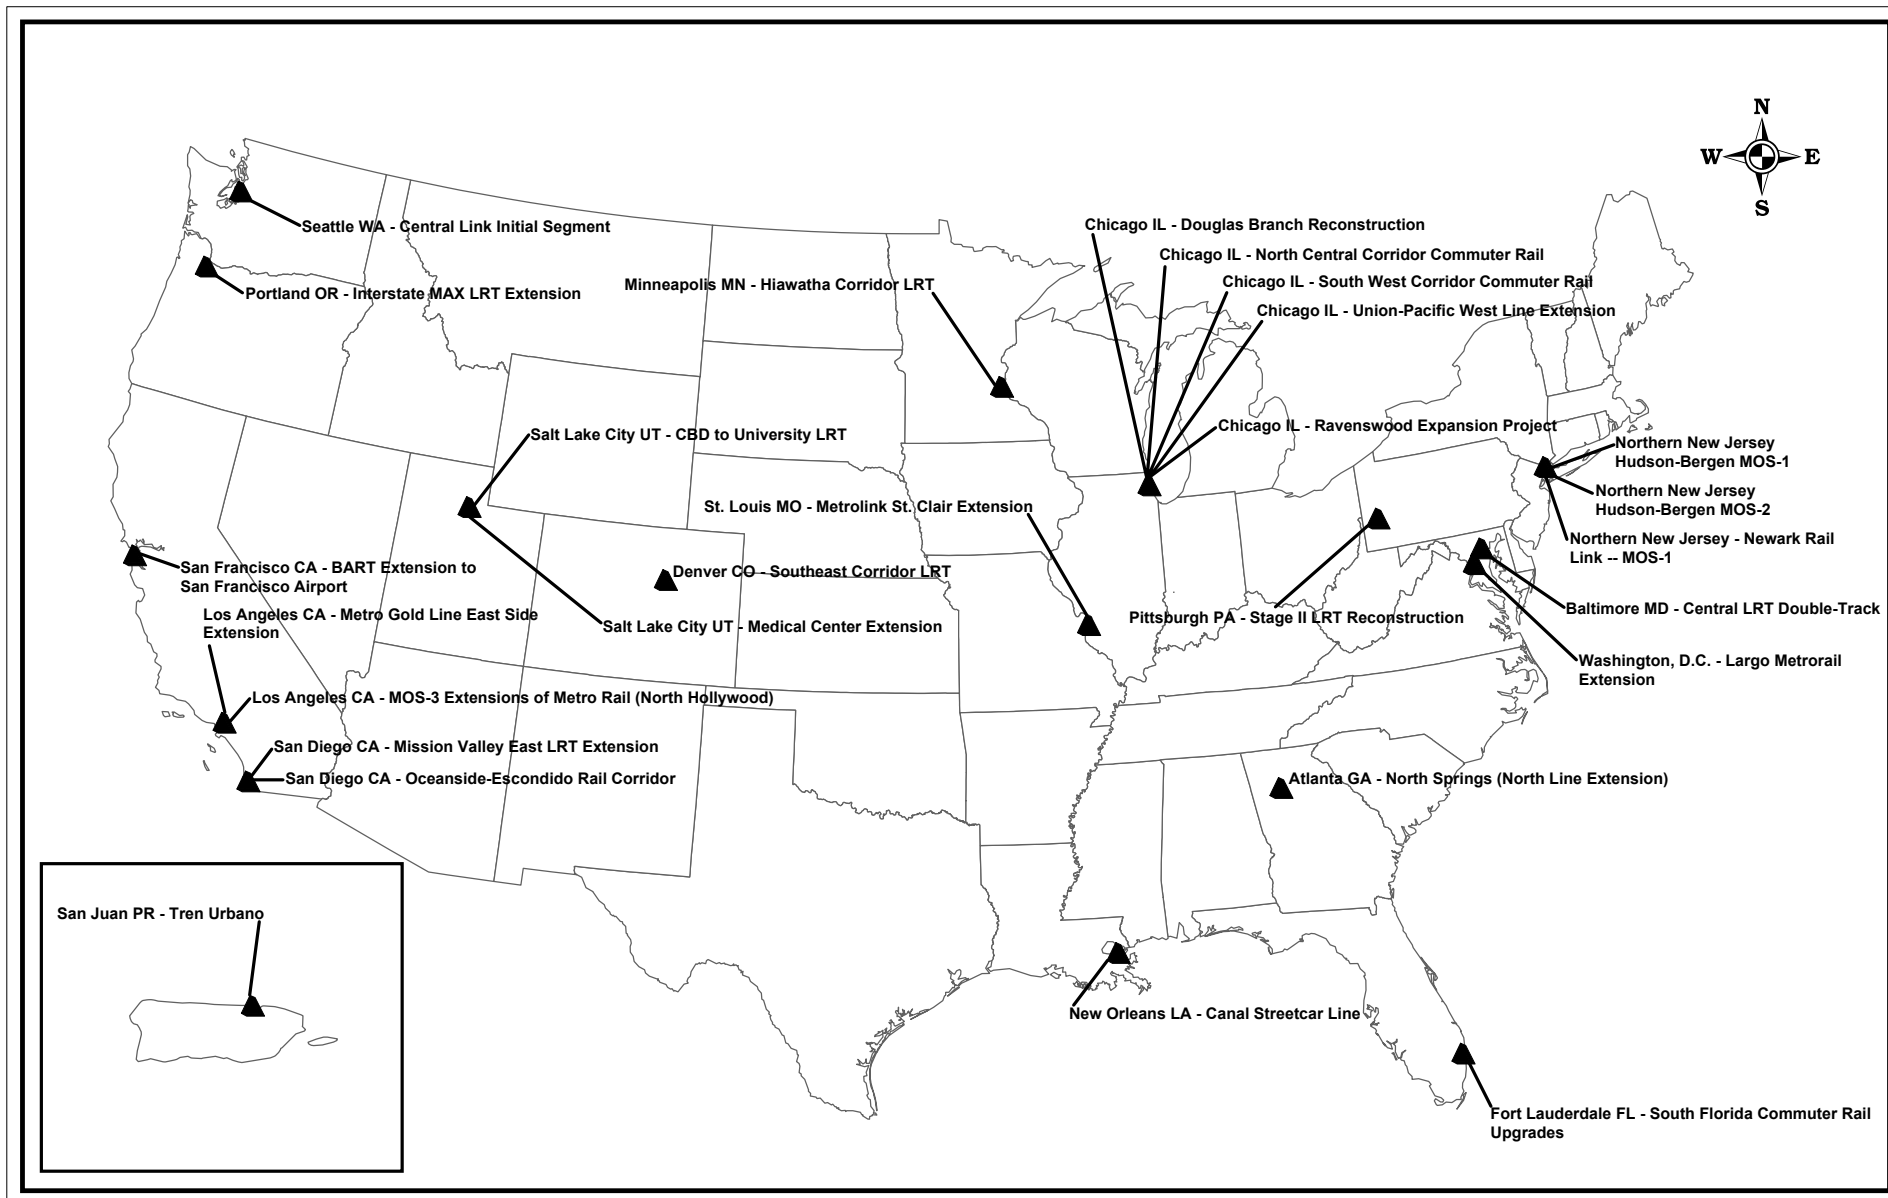 N
W E
S
Seattle WA - Central Link Initial Segment
Portland OR - Interstate MAX LRT Extension
Minneapolis MN - Hiawatha Corridor LRT
Chicago IL - Douglas Branch Reconstruction
Chicago IL - North Central Corridor Commuter Rail
Chicago IL - South West Corridor Commuter Rail
Chicago IL - Union-Pacific West Line Extension
Chicago IL - Ravenswood Expansion Project
Salt Lake City UT - CBD to University LRT
St. Louis MO - Metrolink St. Clair Extension
Northern New Jersey
Hudson-Bergen MOS-1
Northern New Jersey
Hudson-Bergen MOS-2
Northern New Jersey - Newark Rail
Link -- MOS-1
San Francisco CA - BART Extension to
San Francisco Airport
Denver CO - Southeast Corridor LRT
Los Angeles CA - Metro Gold Line East Side
Extension
Salt Lake City UT - Medical Center Extension
Pittsburgh PA - Stage II LRT Reconstruction
Baltimore MD - Central LRT Double-Track
Washington, D.C. - Largo Metrorail
Extension
Los Angeles CA - MOS-3 Extensions of Metro Rail (North Hollywood)
San Diego CA - Mission Valley East LRT Extension
San Diego CA - Oceanside-Escondido Rail Corridor
Atlanta GA - North Springs (North Line Extension)
San Juan PR - Tren Urbano
New Orleans LA - Canal Streetcar Line
Fort Lauderdale FL - South Florida Commuter Rail
Upgrades